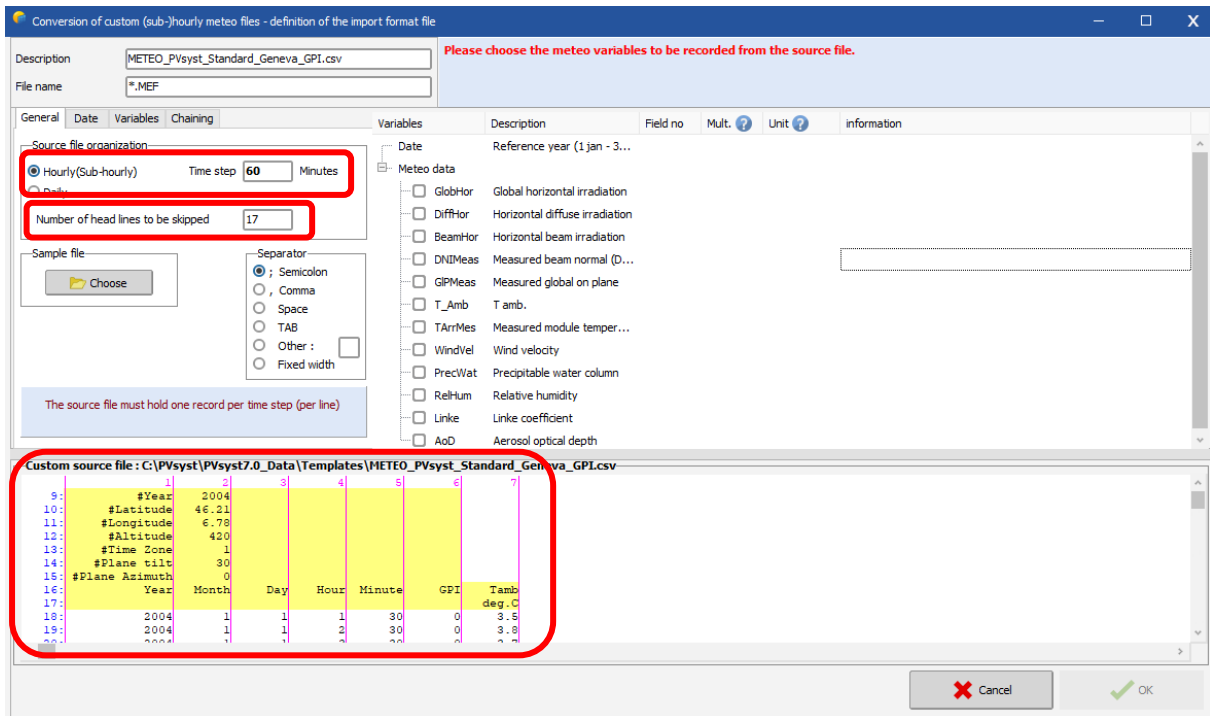 Conversion of custom (sub-)hourly meteo files - definition of the import format file
Description METEO_PVsyst_Standard_Geneva_GPI.csv
File name *.MEF
Please choose the meteo variables to be recorded from the source file.
General Date Variables Chaining
Source file organization
Hourly(Sub-hourly) Time step 60 Minutes
Daily
Number of head lines to be skipped 17
Sample file
Choose
Separator
; Semicolon
, Comma
Space
TAB
Other :
Fixed width
The source file must hold one record per time step (per line)
Variables Description Field no Mult. ? Unit ? information
Date Reference year (1 jan - 3...
Meteo data
GlobHor Global horizontal irradiation
DiffHor Horizontal diffuse irradiation
BeamHor Horizontal beam irradiation
DNIMeas Measured beam normal (D...
GlPMeas Measured global on plane
T_Amb T amb.
TArrMes Measured module temper...
WindVel Wind velocity
PrecWat Precipitable water column
RelHum Relative humidity
Linke Linke coefficient
AoD Aerosol optical depth
Custom source file : C:\PVsyst\PVsyst7.0_Data\Templates\METEO_PVsyst_Standard_Geneva_GPI.csv
1 2 3 4 5 6 7
9: #Year 2004
10: #Latitude 46.21
11: #Longitude 6.78
12: #Altitude 420
13: #Time Zone 1
14: #Plane tilt 30
15: #Plane Azimuth 0
16: Year Month Day Hour Minute GPI Tamb
17: deg.C
18: 2004 1 1 1 30 0 3.5
19: 2004 1 1 2 30 0 3.8
Cancel
OK